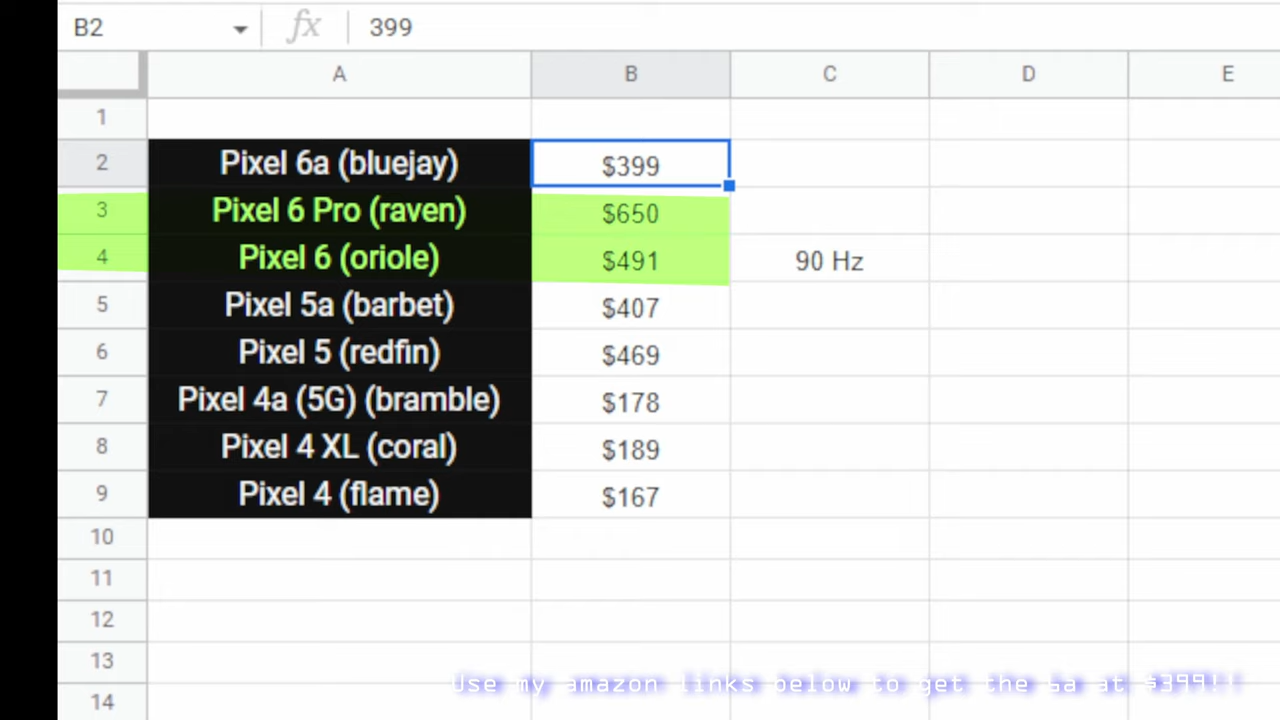 B2 fx 399
A B C D E
1
2 Pixel 6a (bluejay) $399
3 Pixel 6 Pro (raven) $650
4 Pixel 6 (oriole) $491 90 Hz
5 Pixel 5a (barbet) $407
6 Pixel 5 (redfin) $469
7 Pixel 4a (5G) (bramble) $178
8 Pixel 4 XL (coral) $189
9 Pixel 4 (flame) $167
10
11
12
13
14
Use my amazon links below to get the 6a at $399!!